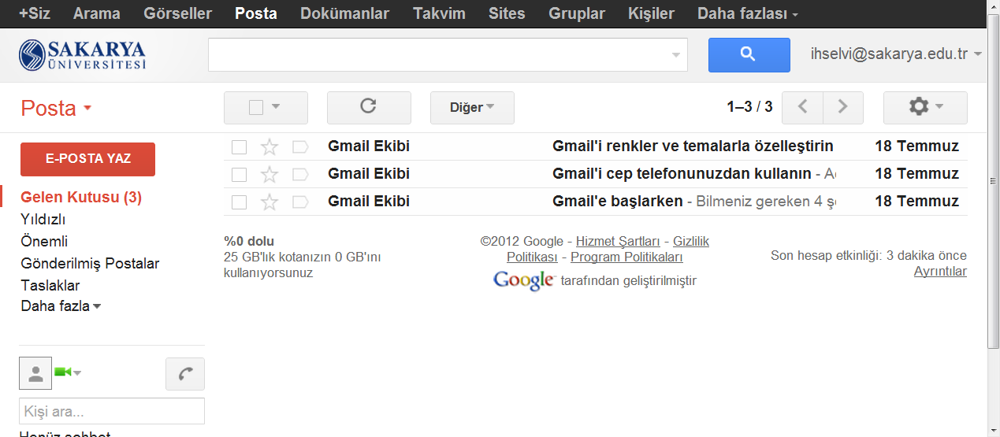 +Siz Arama Görseller Posta Dokümanlar Takvim Sites Gruplar Kişiler Daha fazlası
SAKARYA
ÜNİVERSİTESİ
ihselvi@sakarya.edu.tr
Posta
Diğer
1–3 / 3
E-POSTA YAZ
Gmail Ekibi Gmail'i renkler ve temalarla özelleştirin 18 Temmuz
Gmail Ekibi Gmail'i cep telefonunuzdan kullanın - 18 Temmuz
Gmail Ekibi Gmail'e başlarken - Bilmeniz gereken 4 18 Temmuz
Gelen Kutusu (3)
Yıldızlı
Önemli
Gönderilmiş Postalar
Taslaklar
Daha fazla
%0 dolu
25 GB'lık kotanızın 0 GB'ını
kullanıyorsunuz
©2012 Google - Hizmet Şartları - Gizlilik
Politikası - Program Politikaları
Google tarafından geliştirilmiştir
Son hesap etkinliği: 3 dakika önce
Ayrıntılar
Kişi ara...
Henüz sohbet